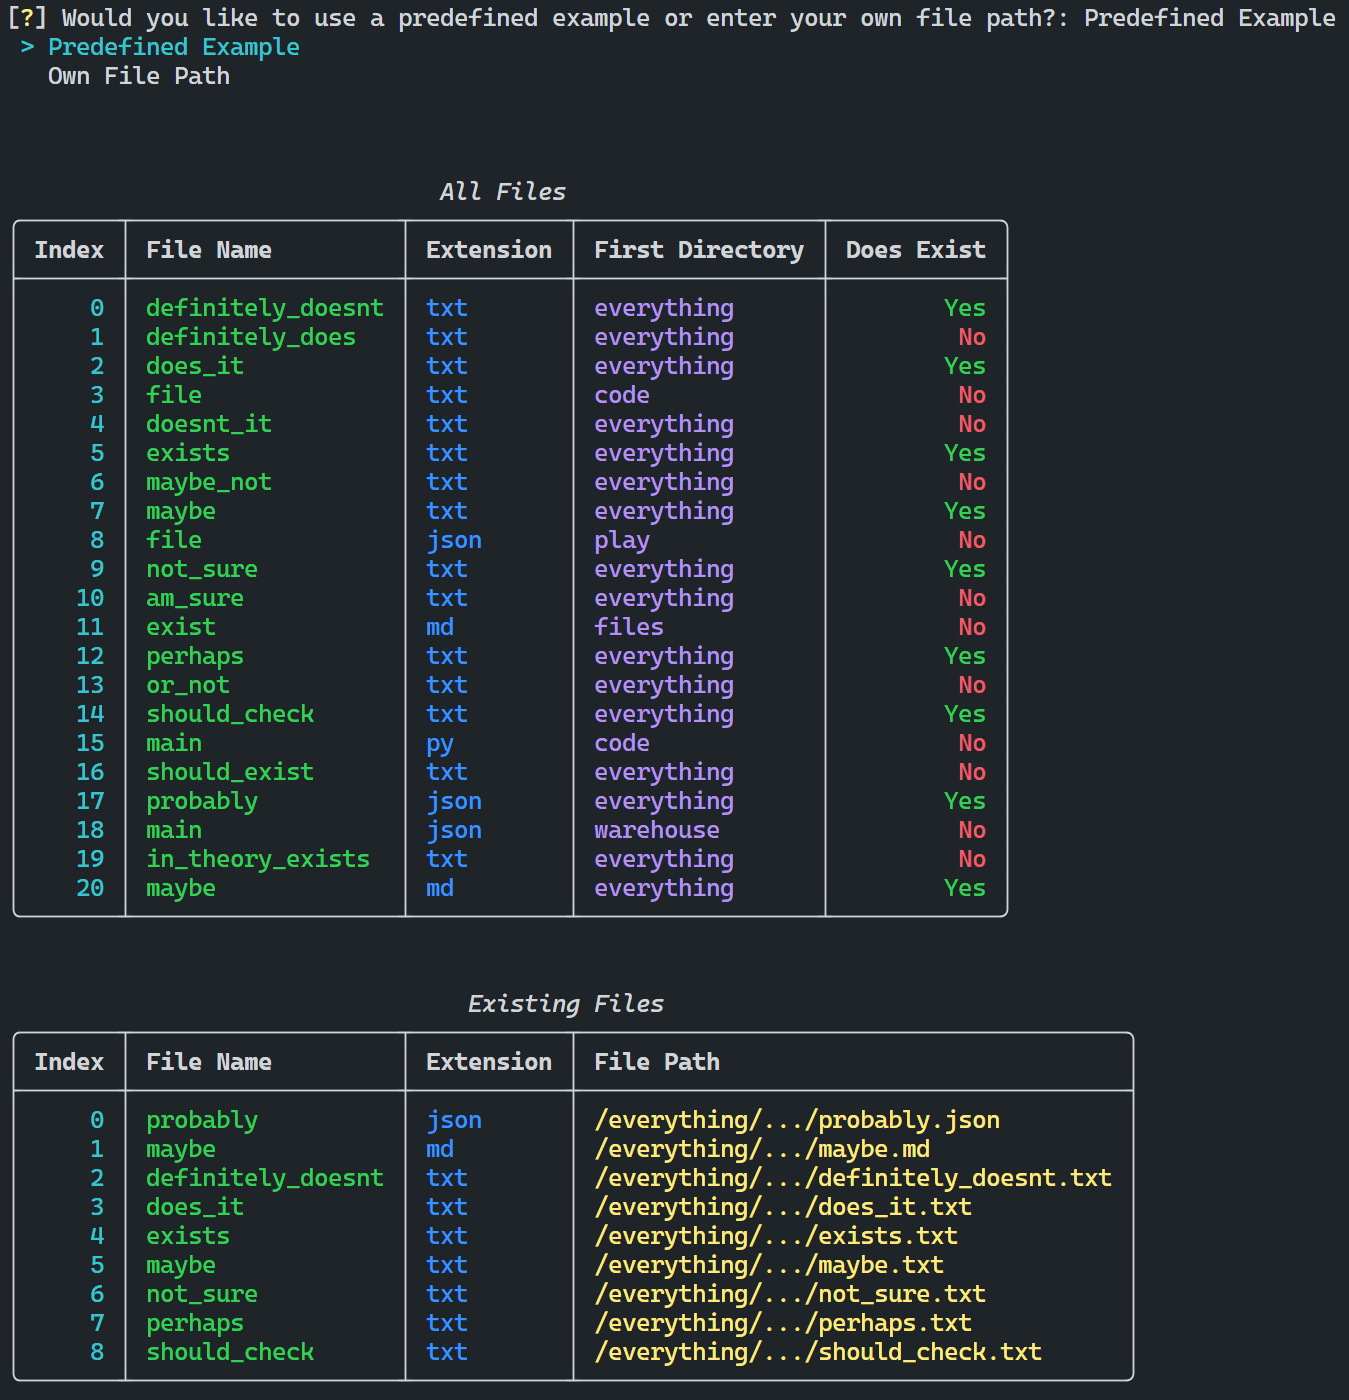 [?] Would you like to use a predefined example or enter your own file path?: Predefined Example
> Predefined Example
Own File Path
All Files
Index File Name Extension First Directory Does Exist
0 definitely_doesnt txt everything Yes
1 definitely_does txt everything No
2 does_it txt everything Yes
3 file txt code No
4 doesnt_it txt everything No
5 exists txt everything Yes
6 maybe_not txt everything No
7 maybe txt everything Yes
8 file json play No
9 not_sure txt everything Yes
10 am_sure txt everything No
11 exist md files No
12 perhaps txt everything Yes
13 or_not txt everything No
14 should_check txt everything Yes
15 main py code No
16 should_exist txt everything No
17 probably json everything Yes
18 main json warehouse No
19 in_theory_exists txt everything No
20 maybe md everything Yes
Existing Files
Index File Name Extension File Path
0 probably json /everything/.../probably.json
1 maybe md /everything/.../maybe.md
2 definitely_doesnt txt /everything/.../definitely_doesnt.txt
3 does_it txt /everything/.../does_it.txt
4 exists txt /everything/.../exists.txt
5 maybe txt /everything/.../maybe.txt
6 not_sure txt /everything/.../not_sure.txt
7 perhaps txt /everything/.../perhaps.txt
8 should_check txt /everything/.../should_check.txt